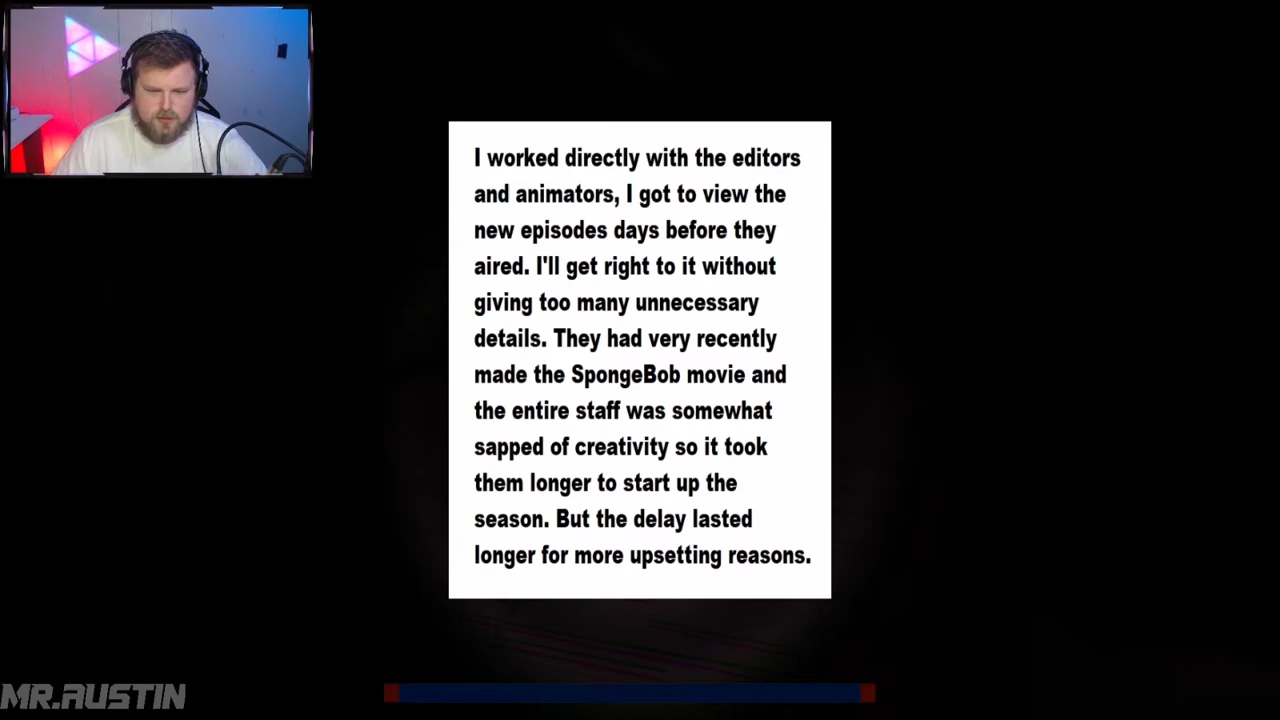 I worked directly with the editors
and animators, I got to view the
new episodes days before they
aired. I'll get right to it without
giving too many unnecessary
details. They had very recently
made the SpongeBob movie and
the entire staff was somewhat
sapped of creativity so it took
them longer to start up the
season. But the delay lasted
longer for more upsetting reasons.
MR.AUSTIN